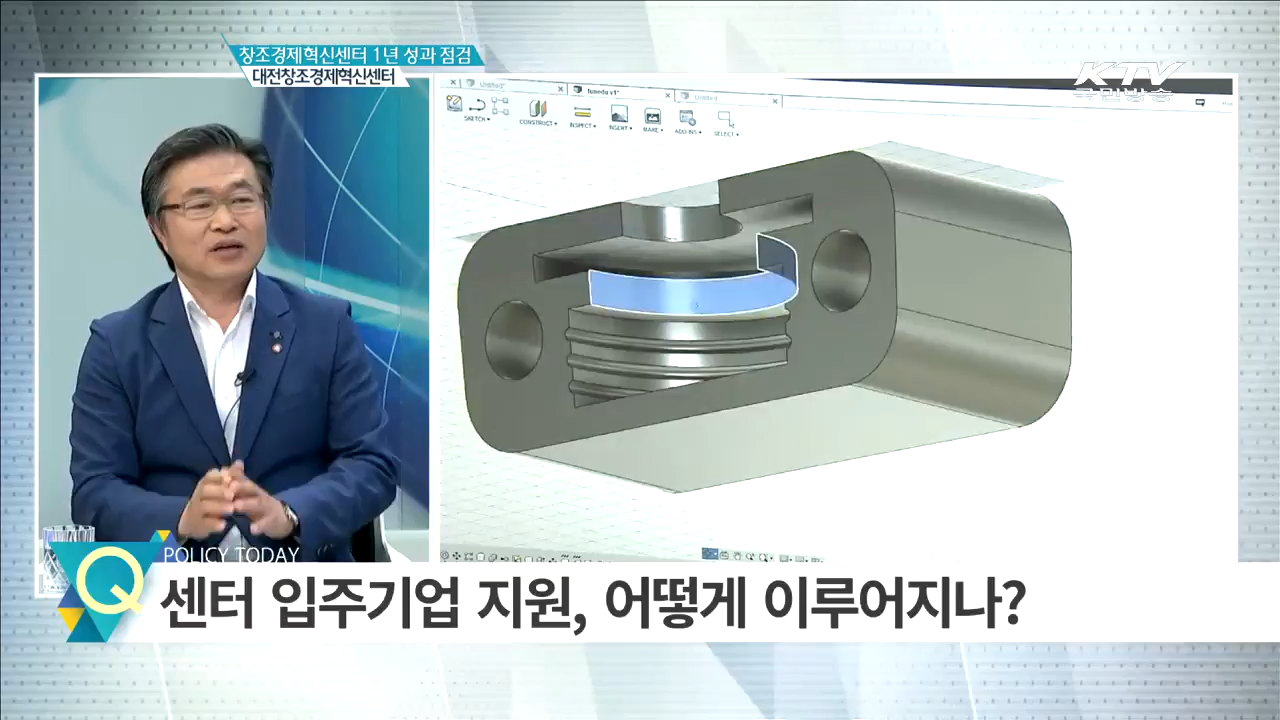 창조경제혁신센터 1년 성과 점검
대전창조경제혁신센터
KTV
국민방송
Untitled*
Untitled
SKETCH
CONSTRUCT
INSPECT
INSERT
MAKE
ADD-INS
SELECT
POLICY TODAY
Q
센터 입주기업 지원, 어떻게 이루어지나?